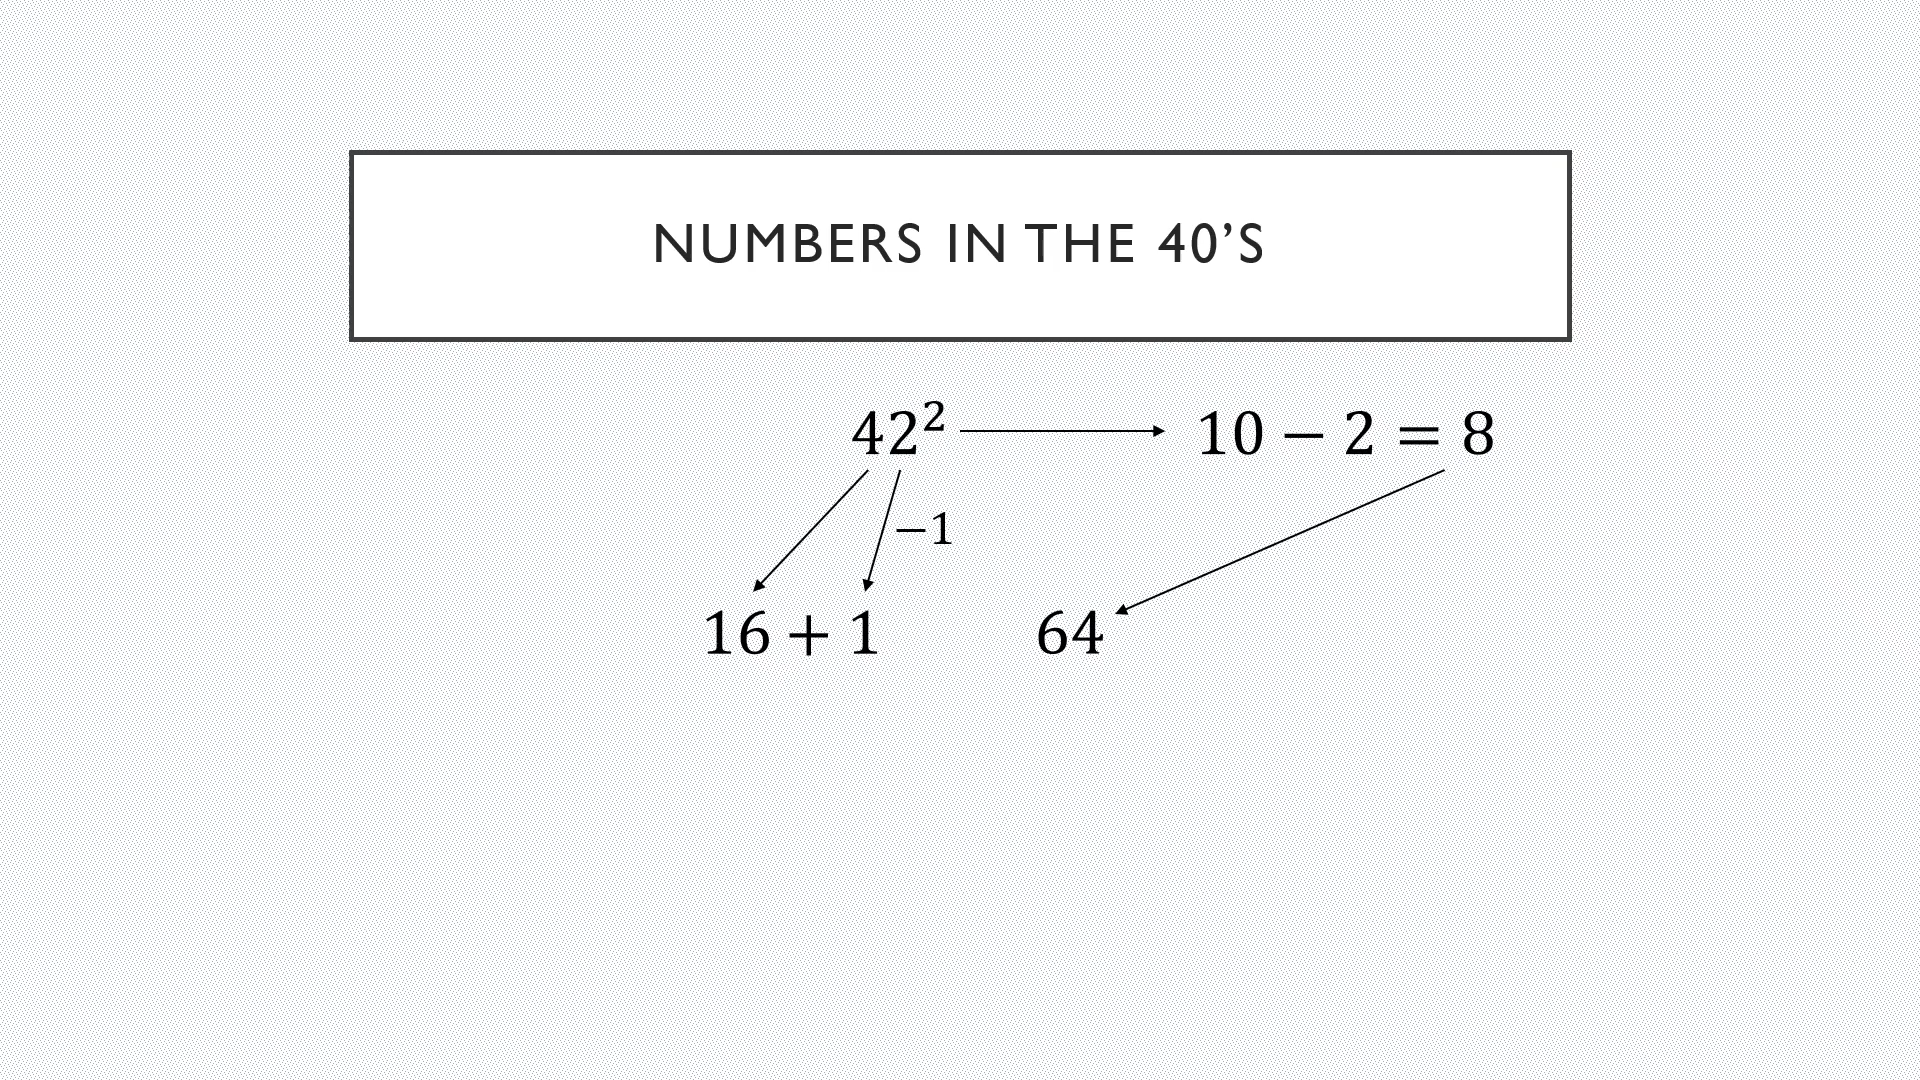 NUMBERS IN THE 40’S
42² 10 − 2 = 8
−1
16 + 1 64